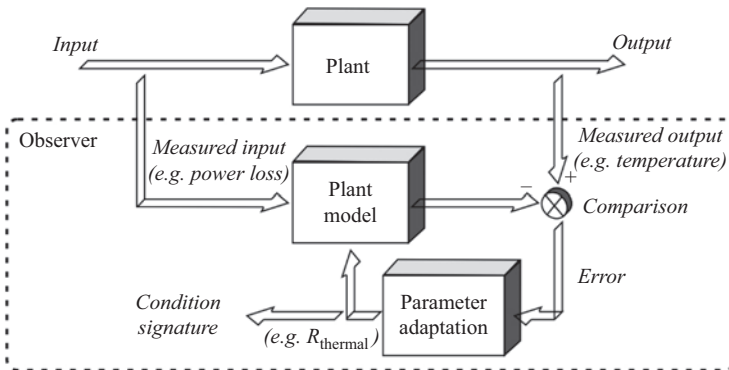 Input
Plant
Output
Observer
Measured input
(e.g. power loss)
Plant
model
Measured output
(e.g. temperature)
+
−
Comparison
Error
Parameter
adaptation
Condition
signature
(e.g. Rthermal)